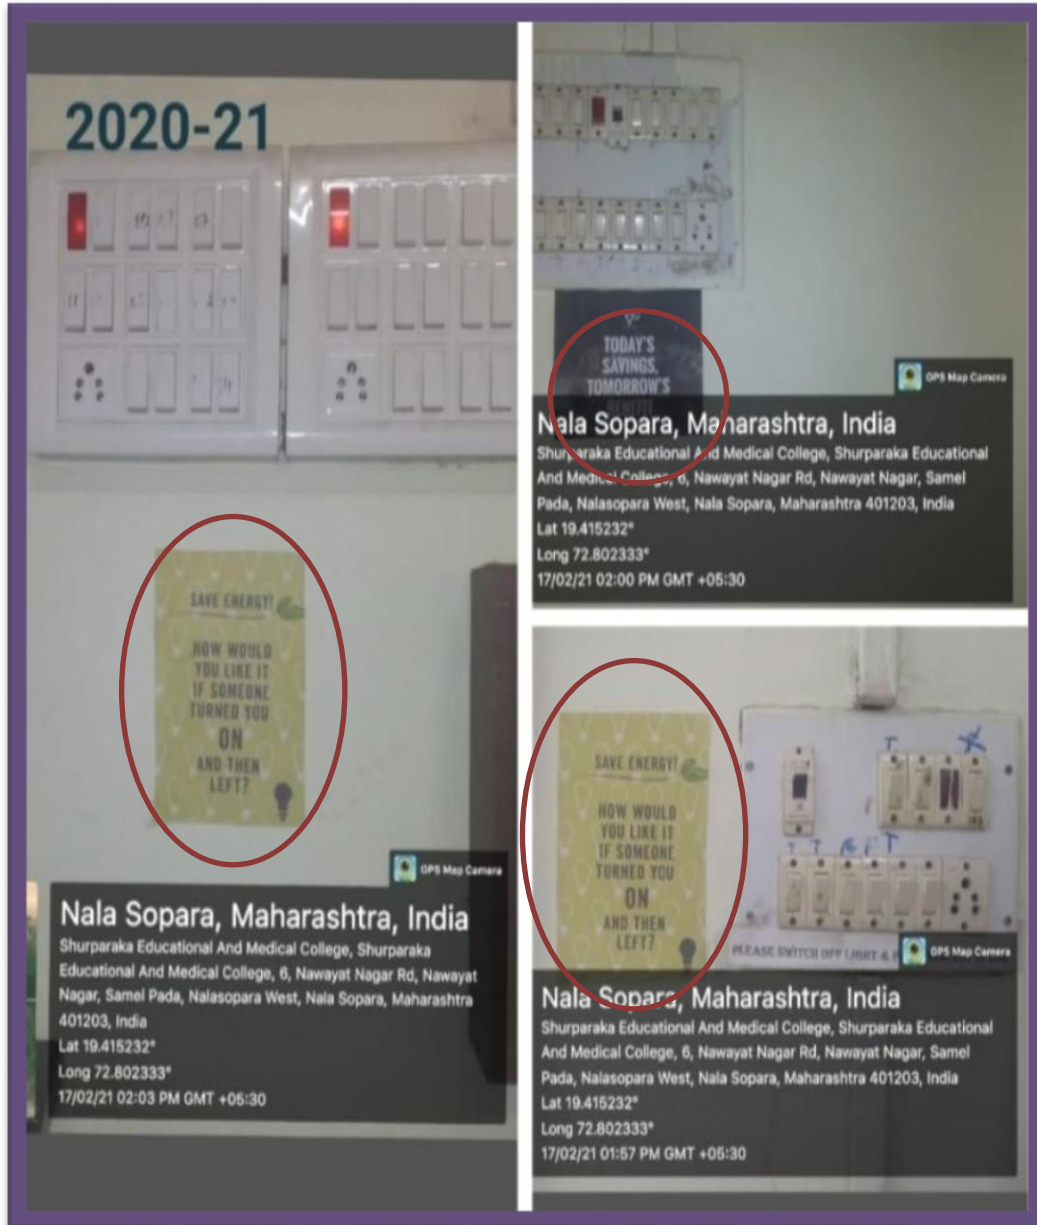 2020-21
SAVE ENERGY!
HOW WOULD
YOU LIKE IT
IF SOMEONE
TURNED YOU
ON
AND THEN
LEFT?
GPS Map Camera
Nala Sopara, Maharashtra, India
Shurparaka Educational And Medical College, Shurparaka
Educational And Medical College, 6, Nawayat Nagar Rd, Nawayat
Nagar, Samel Pada, Nalasopara West, Nala Sopara, Maharashtra
401203, India
Lat 19.415232°
Long 72.802333°
17/02/21 02:03 PM GMT +05:30
TODAY'S
SAVINGS,
TOMORROW'S
BENEFIT
GPS Map Camera
Nala Sopara, Maharashtra, India
Shurparaka Educational And Medical College, Shurparaka Educational
And Medical College, 6, Nawayat Nagar Rd, Nawayat Nagar, Samel
Pada, Nalasopara West, Nala Sopara, Maharashtra 401203, India
Lat 19.415232°
Long 72.802333°
17/02/21 02:00 PM GMT +05:30
SAVE ENERGY!
HOW WOULD
YOU LIKE IT
IF SOMEONE
TURNED YOU
ON
AND THEN
LEFT?
T
T T B F T
PLEASE SWITCH OFF LIGHT &
GPS Map Camera
Nala Sopara, Maharashtra, India
Shurparaka Educational And Medical College, Shurparaka Educational
And Medical College, 6, Nawayat Nagar Rd, Nawayat Nagar, Samel
Pada, Nalasopara West, Nala Sopara, Maharashtra 401203, India
Lat 19.415232°
Long 72.802333°
17/02/21 01:57 PM GMT +05:30